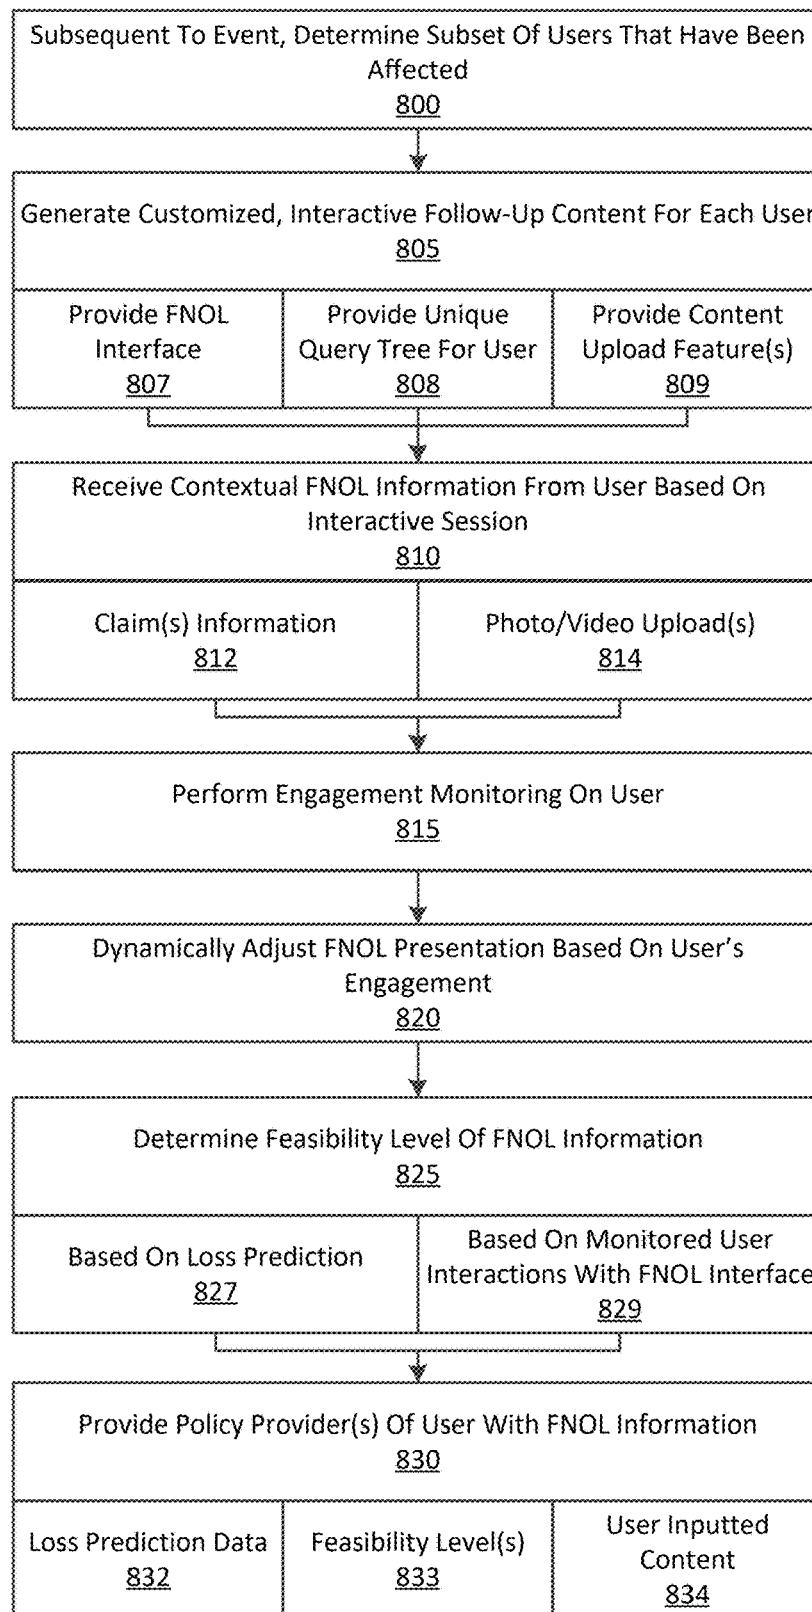 Subsequent To Event, Determine Subset Of Users That Have Been
Affected
800
Generate Customized, Interactive Follow-Up Content For Each User
805
Provide FNOL
Interface
807
Provide Unique
Query Tree For User
808
Provide Content
Upload Feature(s)
809
Receive Contextual FNOL Information From User Based On
Interactive Session
810
Claim(s) Information
812
Photo/Video Upload(s)
814
Perform Engagement Monitoring On User
815
Dynamically Adjust FNOL Presentation Based On User's
Engagement
820
Determine Feasibility Level Of FNOL Information
825
Based On Loss Prediction
827
Based On Monitored User
Interactions With FNOL Interface
829
Provide Policy Provider(s) Of User With FNOL Information
830
Loss Prediction Data
832
Feasibility Level(s)
833
User Inputted
Content
834